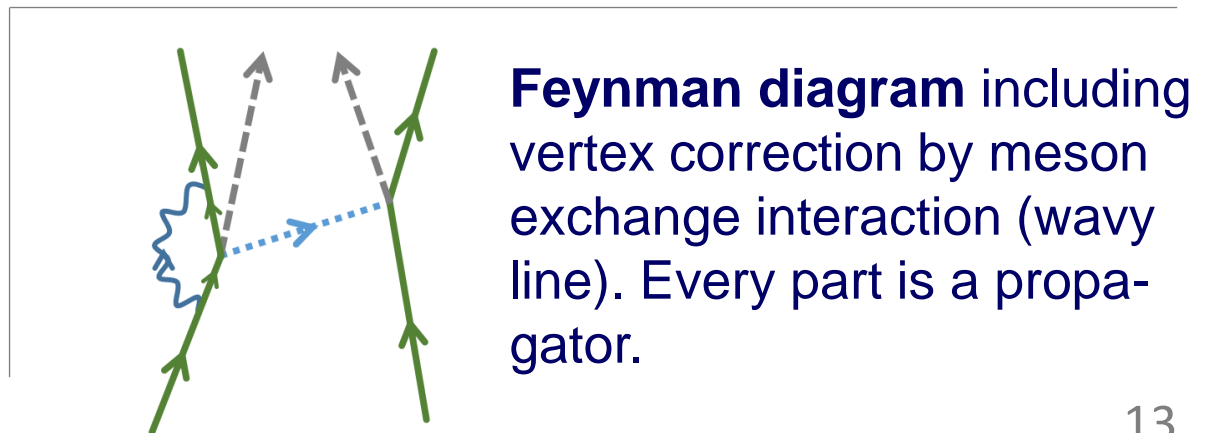 Feynman diagram including
vertex correction by meson
exchange interaction (wavy
line). Every part is a propa-
gator.
13